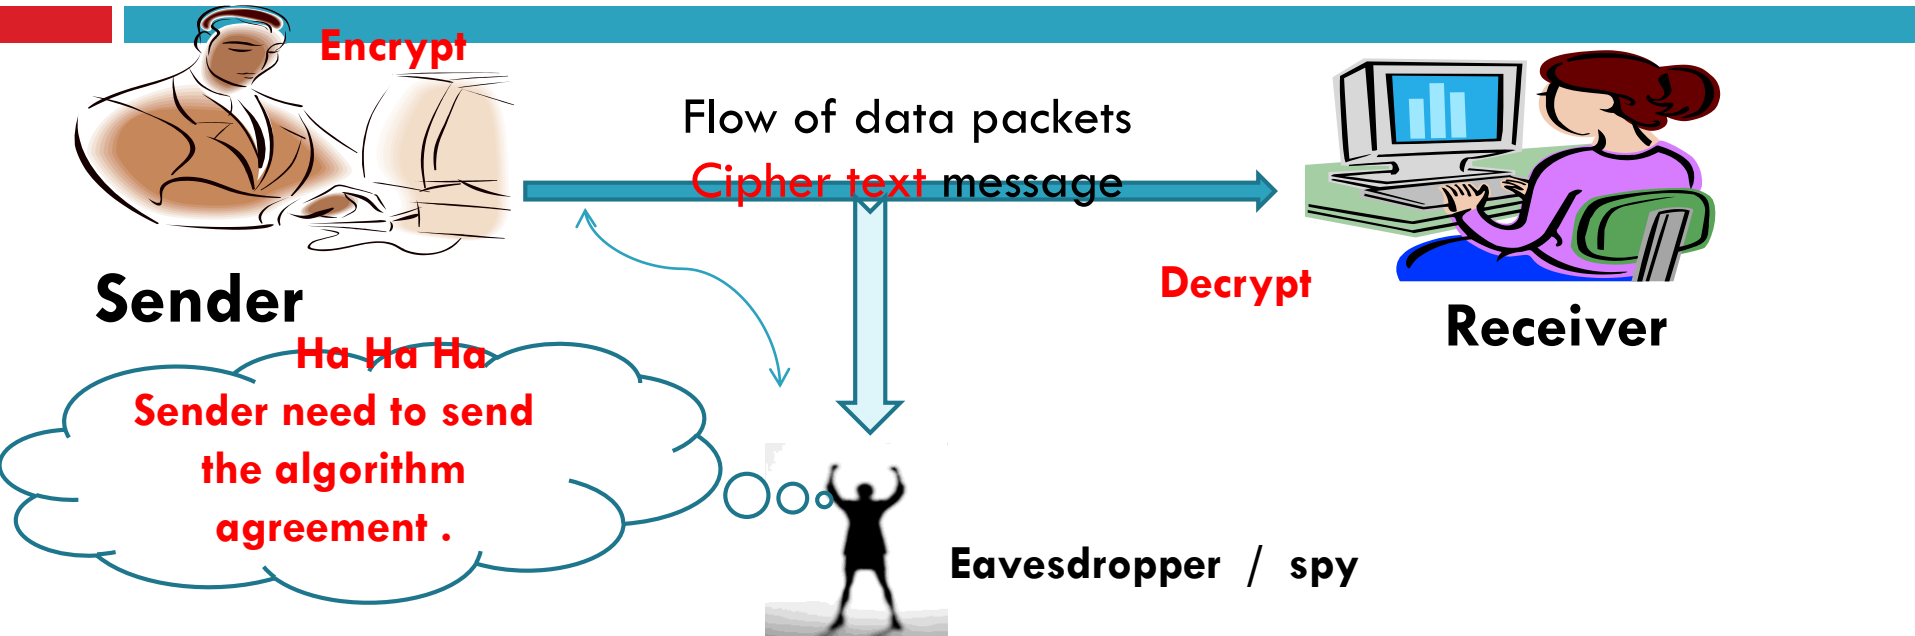 Encrypt
Flow of data packets
Cipher text message
Decrypt
Sender
Receiver
Ha Ha Ha
Sender need to send
the algorithm
agreement .
Eavesdropper / spy